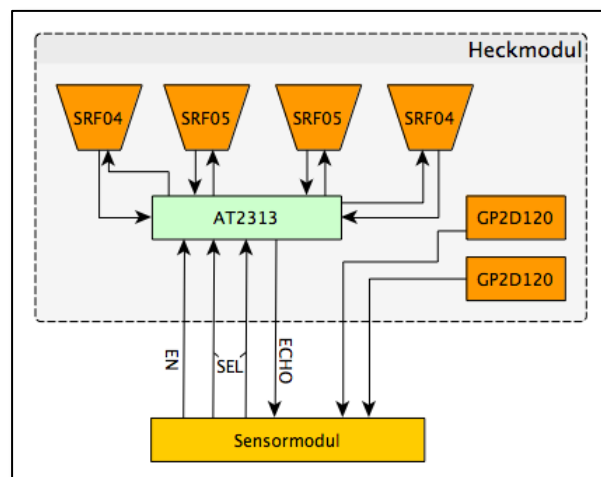 Heckmodul
SRF04
SRF05
SRF05
SRF04
AT2313
GP2D120
GP2D120
EN
SEL
ECHO
Sensormodul